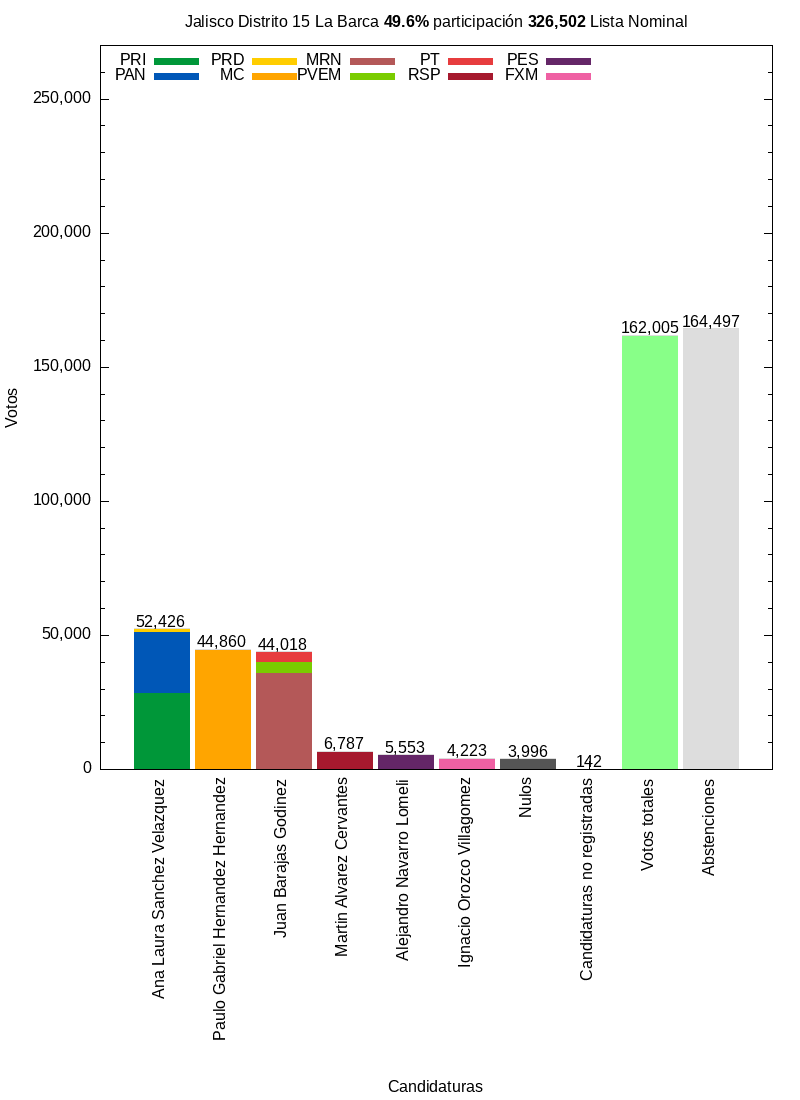 Jalisco Distrito 15 La Barca 49.6% participación 326,502 Lista Nominal
PRI PRD MRN PT PES
PAN MC PVEM RSP FXM
250,000
200,000
150,000
100,000
50,000
0
Votos
52,426
44,860
44,018
6,787
5,553
4,223
3,996
142
162,005
164,497
Ana Laura Sanchez Velazquez
Paulo Gabriel Hernandez Hernandez
Juan Barajas Godinez
Martin Alvarez Cervantes
Alejandro Navarro Lomeli
Ignacio Orozco Villagomez
Nulos
Candidaturas no registradas
Votos totales
Abstenciones
Candidaturas